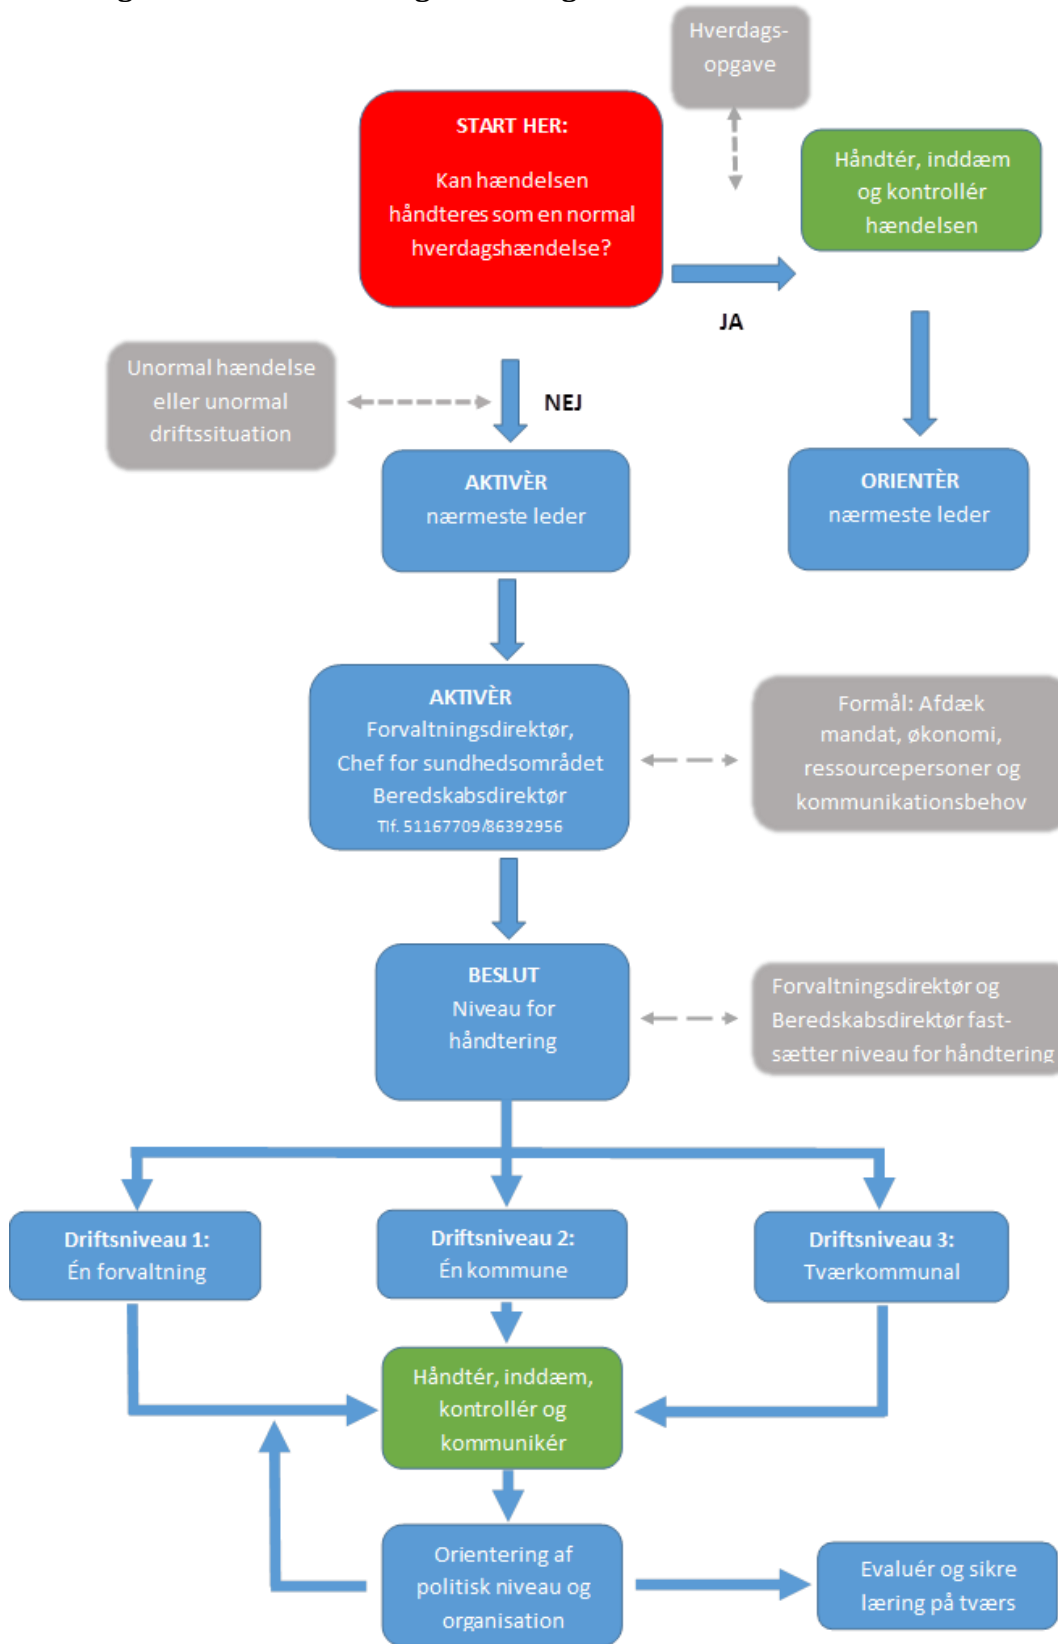 Hverdags-
opgave
START HER:
Kan hændelsen
håndteres som en normal
hverdagshændelse?
Håndtér, inddæm
og kontrollér
hændelsen
JA
Unormal hændelse
eller unormal
driftssituation
NEJ
AKTIVÈR
nærmeste leder
ORIENTÈR
nærmeste leder
AKTIVÈR
Forvaltningsdirektør,
Chef for sundhedsområdet
Beredskabsdirektør
Tlf. 51167709/86392956
Formål: Afdæk
mandat, økonomi,
ressourcepersoner og
kommunikationsbehov
BESLUT
Niveau for
håndtering
Forvaltningsdirektør og
Beredskabsdirektør fast-
sætter niveau for håndtering
Driftsniveau 1:
Én forvaltning
Driftsniveau 2:
Én kommune
Driftsniveau 3:
Tværkommunal
Håndtér, inddæm,
kontrollér og
kommunikér
Orientering af
politisk niveau og
organisation
Evaluér og sikre
læring på tværs